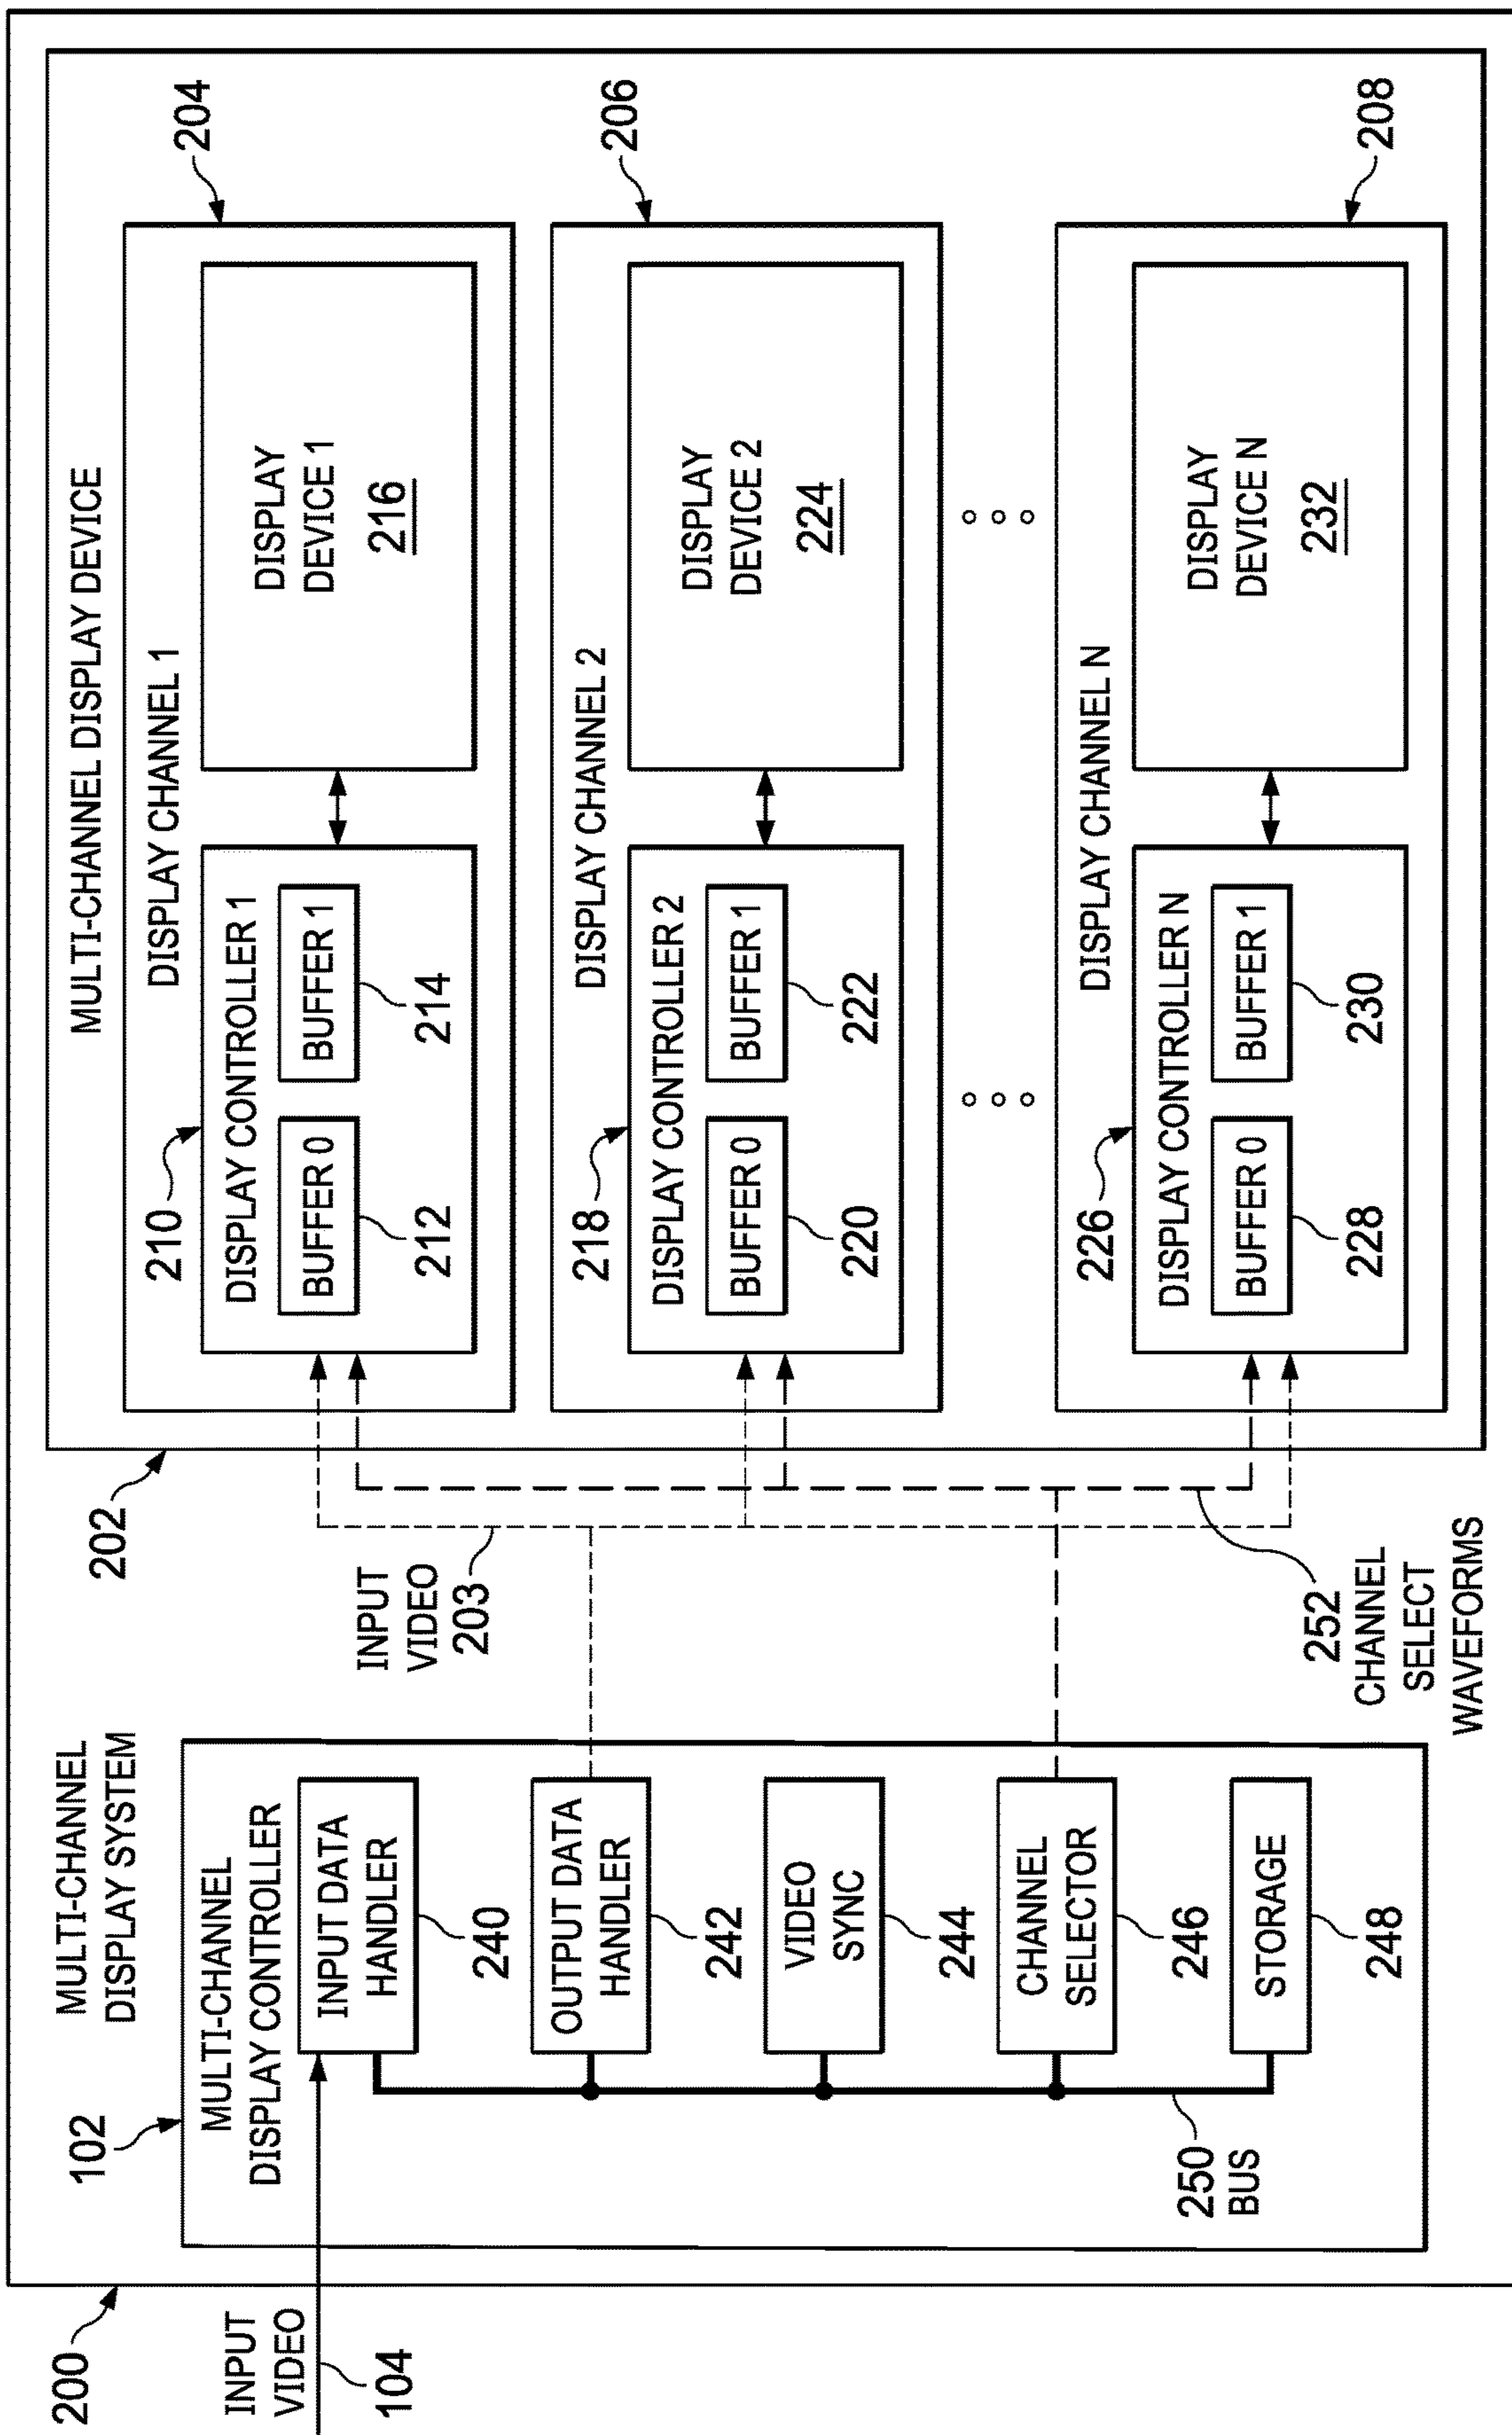 200
INPUT
VIDEO
104
MULTI-CHANNEL
DISPLAY SYSTEM
102
MULTI-CHANNEL
DISPLAY CONTROLLER
INPUT DATA
HANDLER
240
OUTPUT DATA
HANDLER
242
VIDEO
SYNC
244
CHANNEL
SELECTOR
246
STORAGE
248
250
BUS
INPUT
VIDEO
203
252
CHANNEL
SELECT
WAVEFORMS
202
MULTI-CHANNEL DISPLAY DEVICE
204
DISPLAY CHANNEL 1
210
DISPLAY CONTROLLER 1
BUFFER 0
212
BUFFER 1
214
DISPLAY
DEVICE 1
216
206
DISPLAY CHANNEL 2
218
DISPLAY CONTROLLER 2
BUFFER 0
220
BUFFER 1
222
DISPLAY
DEVICE 2
224
208
DISPLAY CHANNEL N
226
DISPLAY CONTROLLER N
BUFFER 0
228
BUFFER 1
230
DISPLAY
DEVICE N
232